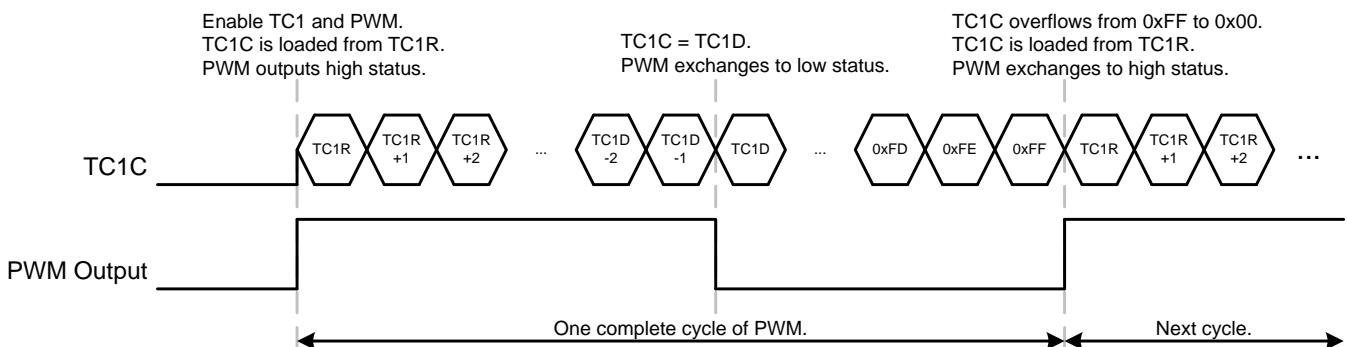 Enable TC1 and PWM.
TC1C is loaded from TC1R.
PWM outputs high status.
TC1C = TC1D.
PWM exchanges to low status.
TC1C overflows from 0xFF to 0x00.
TC1C is loaded from TC1R.
PWM exchanges to high status.
TC1C
TC1R
TC1R
+1
TC1R
+2
...
TC1D
-2
TC1D
-1
TC1D
...
0xFD
0xFE
0xFF
TC1R
TC1R
+1
TC1R
+2
...
PWM Output
One complete cycle of PWM.
Next cycle.